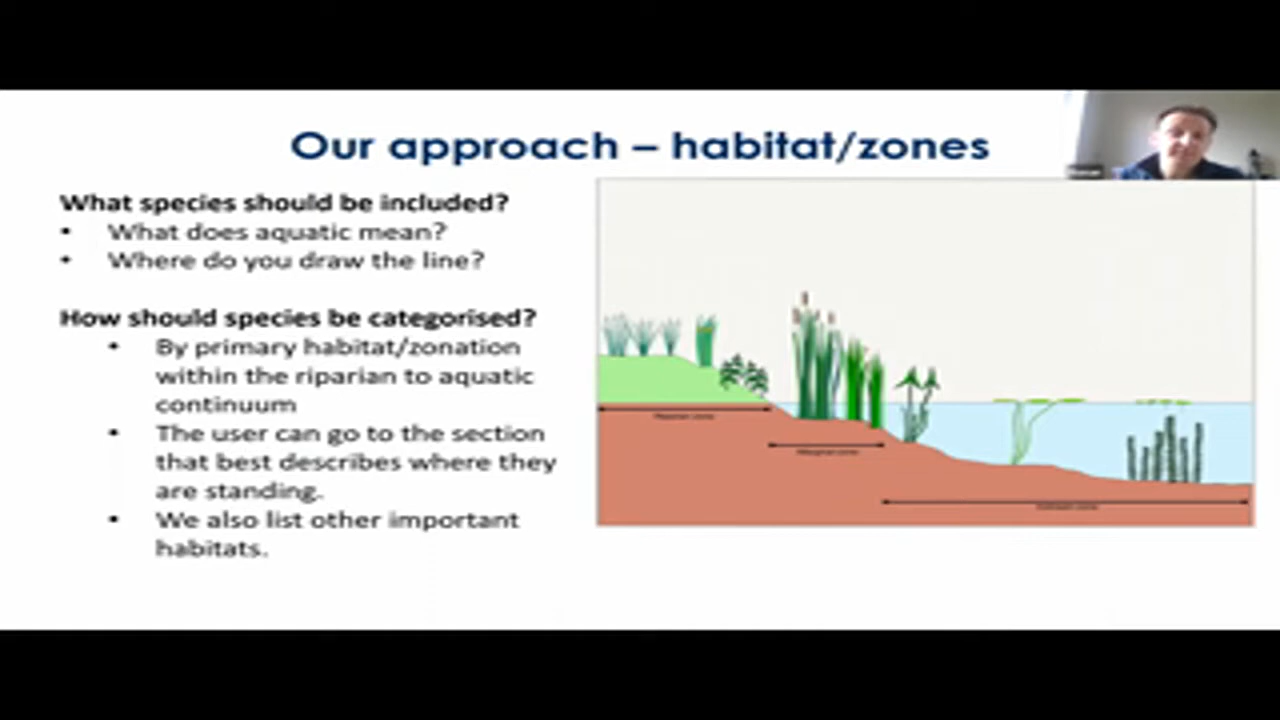 Our approach – habitat/zones
What species should be included?
• What does aquatic mean?
• Where do you draw the line?
How should species be categorised?
• By primary habitat/zonation
within the riparian to aquatic
continuum
• The user can go to the section
that best describes where they
are standing.
• We also list other important
habitats.